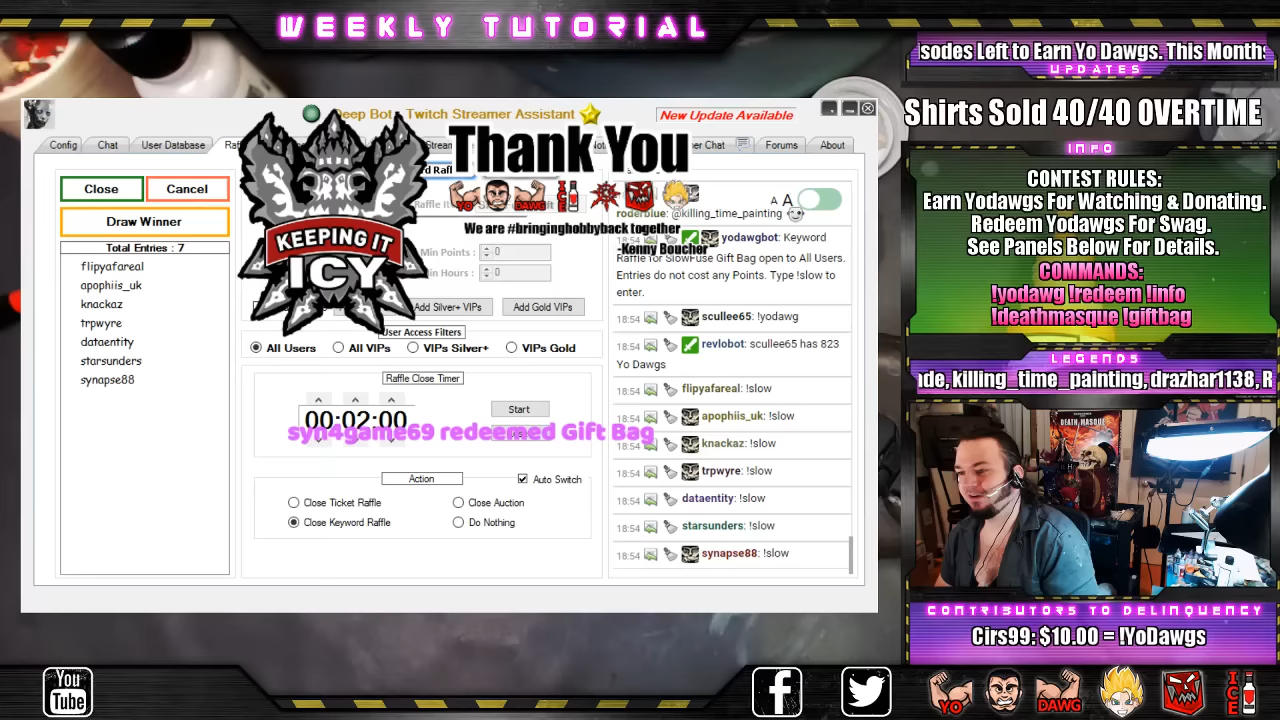 WEEKLY TUTORIAL
sodes Left to Earn Yo Dawgs. This Month
UPDATES
Shirts Sold 40/40 OVERTIME
INFO
CONTEST RULES:
Earn Yodawgs For Watching & Donating.
Redeem Yodawgs For Swag.
See Panels Below For Details.
COMMANDS:
!yodawg !redeem !info
!deathmasque !giftbag
LEGENDS
de, killing_time_painting, drazhar1138, R
Deep Bot - Twitch Streamer Assistant
New Update Available
Config Chat User Database Forums About
Close Cancel
Draw Winner
Total Entries : 7
flipyafareal
apophiis_uk
knackaz
trpwyre
dataentity
starsunders
synapse88
KEEPING IT
ICY
Thank You
YO DAWG ICE
We are #bringinghobbyback together
-Kenny Boucher
Min Points : 0
Min Hours : 0
Add Silver+ VIPs Add Gold VIPs
User Access Filters
All Users All VIPs VIPs Silver+ VIPs Gold
Raffle Close Timer
00:02:00
Start
syn4game69 redeemed Gift Bag
Action
Auto Switch
Close Ticket Raffle Close Auction
Close Keyword Raffle Do Nothing
A A
roderblue: @killing_time_painting
18:54 yodawgbot: Keyword
Raffle for SlowFuse Gift Bag open to All Users.
Entries do not cost any Points. Type !slow to
enter.
18:54 scullee65: !yodawg
18:54 revlobot: scullee65 has 823
Yo Dawgs
18:54 flipyafareal: !slow
18:54 apophiis_uk: !slow
18:54 knackaz: !slow
18:54 trpwyre: !slow
18:54 dataentity: !slow
18:54 starsunders: !slow
18:54 synapse88: !slow
DEATH MASQUE
CONTRIBUTORS TO DELINQUENCY
Cirs99: $10.00 = !YoDawgs
You
Tube
f
YO DAWG ICE